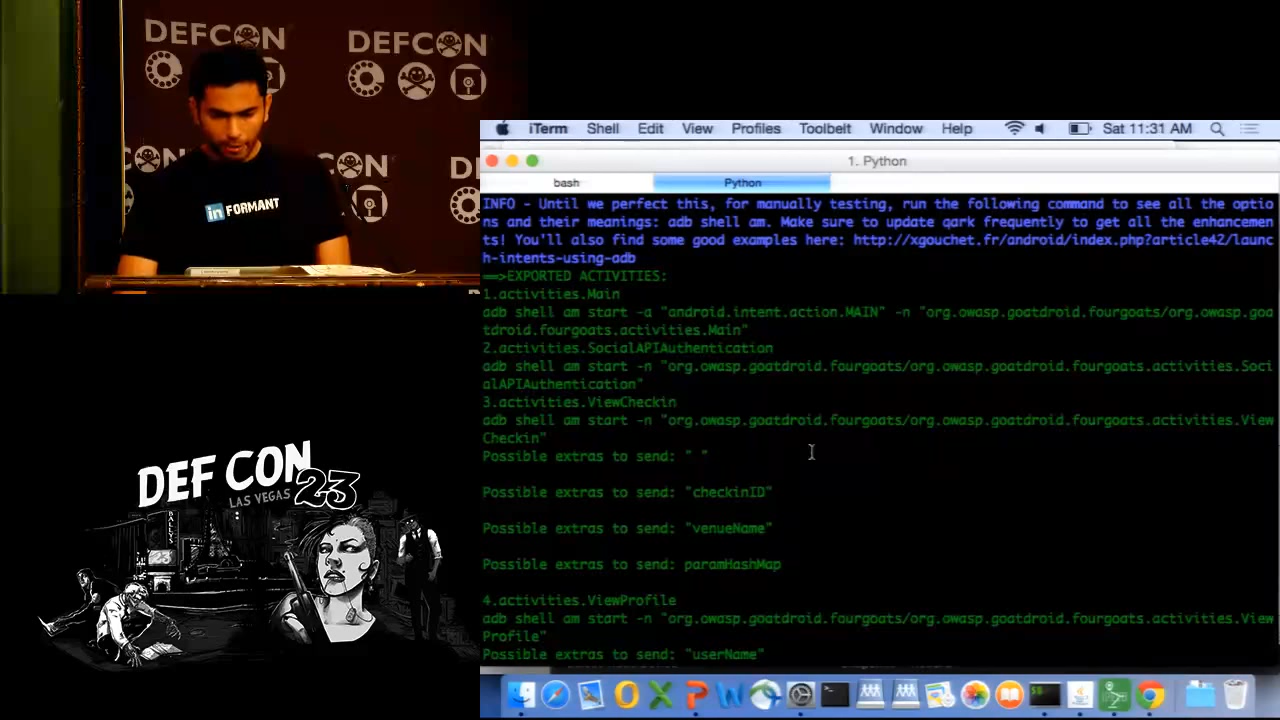 DEFCON
DEFCON
CON
CON
D
in FORMANT
DEF CON
LAS VEGAS 23
BALLYS
23
iTerm Shell Edit View Profiles Toolbelt Window Help Sat 11:31 AM
1. Python
bash Python
INFO - Until we perfect this, for manually testing, run the following command to see all the optio
ns and their meanings: adb shell am. Make sure to update qark frequently to get all the enhancemen
ts! You'll also find some good examples here: http://xgouchet.fr/android/index.php?article42/launc
h-intents-using-adb
==>EXPORTED ACTIVITIES:
1.activities.Main
adb shell am start -a "android.intent.action.MAIN" -n "org.owasp.goatdroid.fourgoats/org.owasp.goa
tdroid.fourgoats.activities.Main"
2.activities.SocialAPIAuthentication
adb shell am start -n "org.owasp.goatdroid.fourgoats/org.owasp.goatdroid.fourgoats.activities.Soci
alAPIAuthentication"
3.activities.ViewCheckin
adb shell am start -n "org.owasp.goatdroid.fourgoats/org.owasp.goatdroid.fourgoats.activities.View
Checkin"
Possible extras to send: " "
Possible extras to send: "checkinID"
Possible extras to send: "venueName"
Possible extras to send: paramHashMap
4.activities.ViewProfile
adb shell am start -n "org.owasp.goatdroid.fourgoats/org.owasp.goatdroid.fourgoats.activities.View
Profile"
Possible extras to send: "userName"